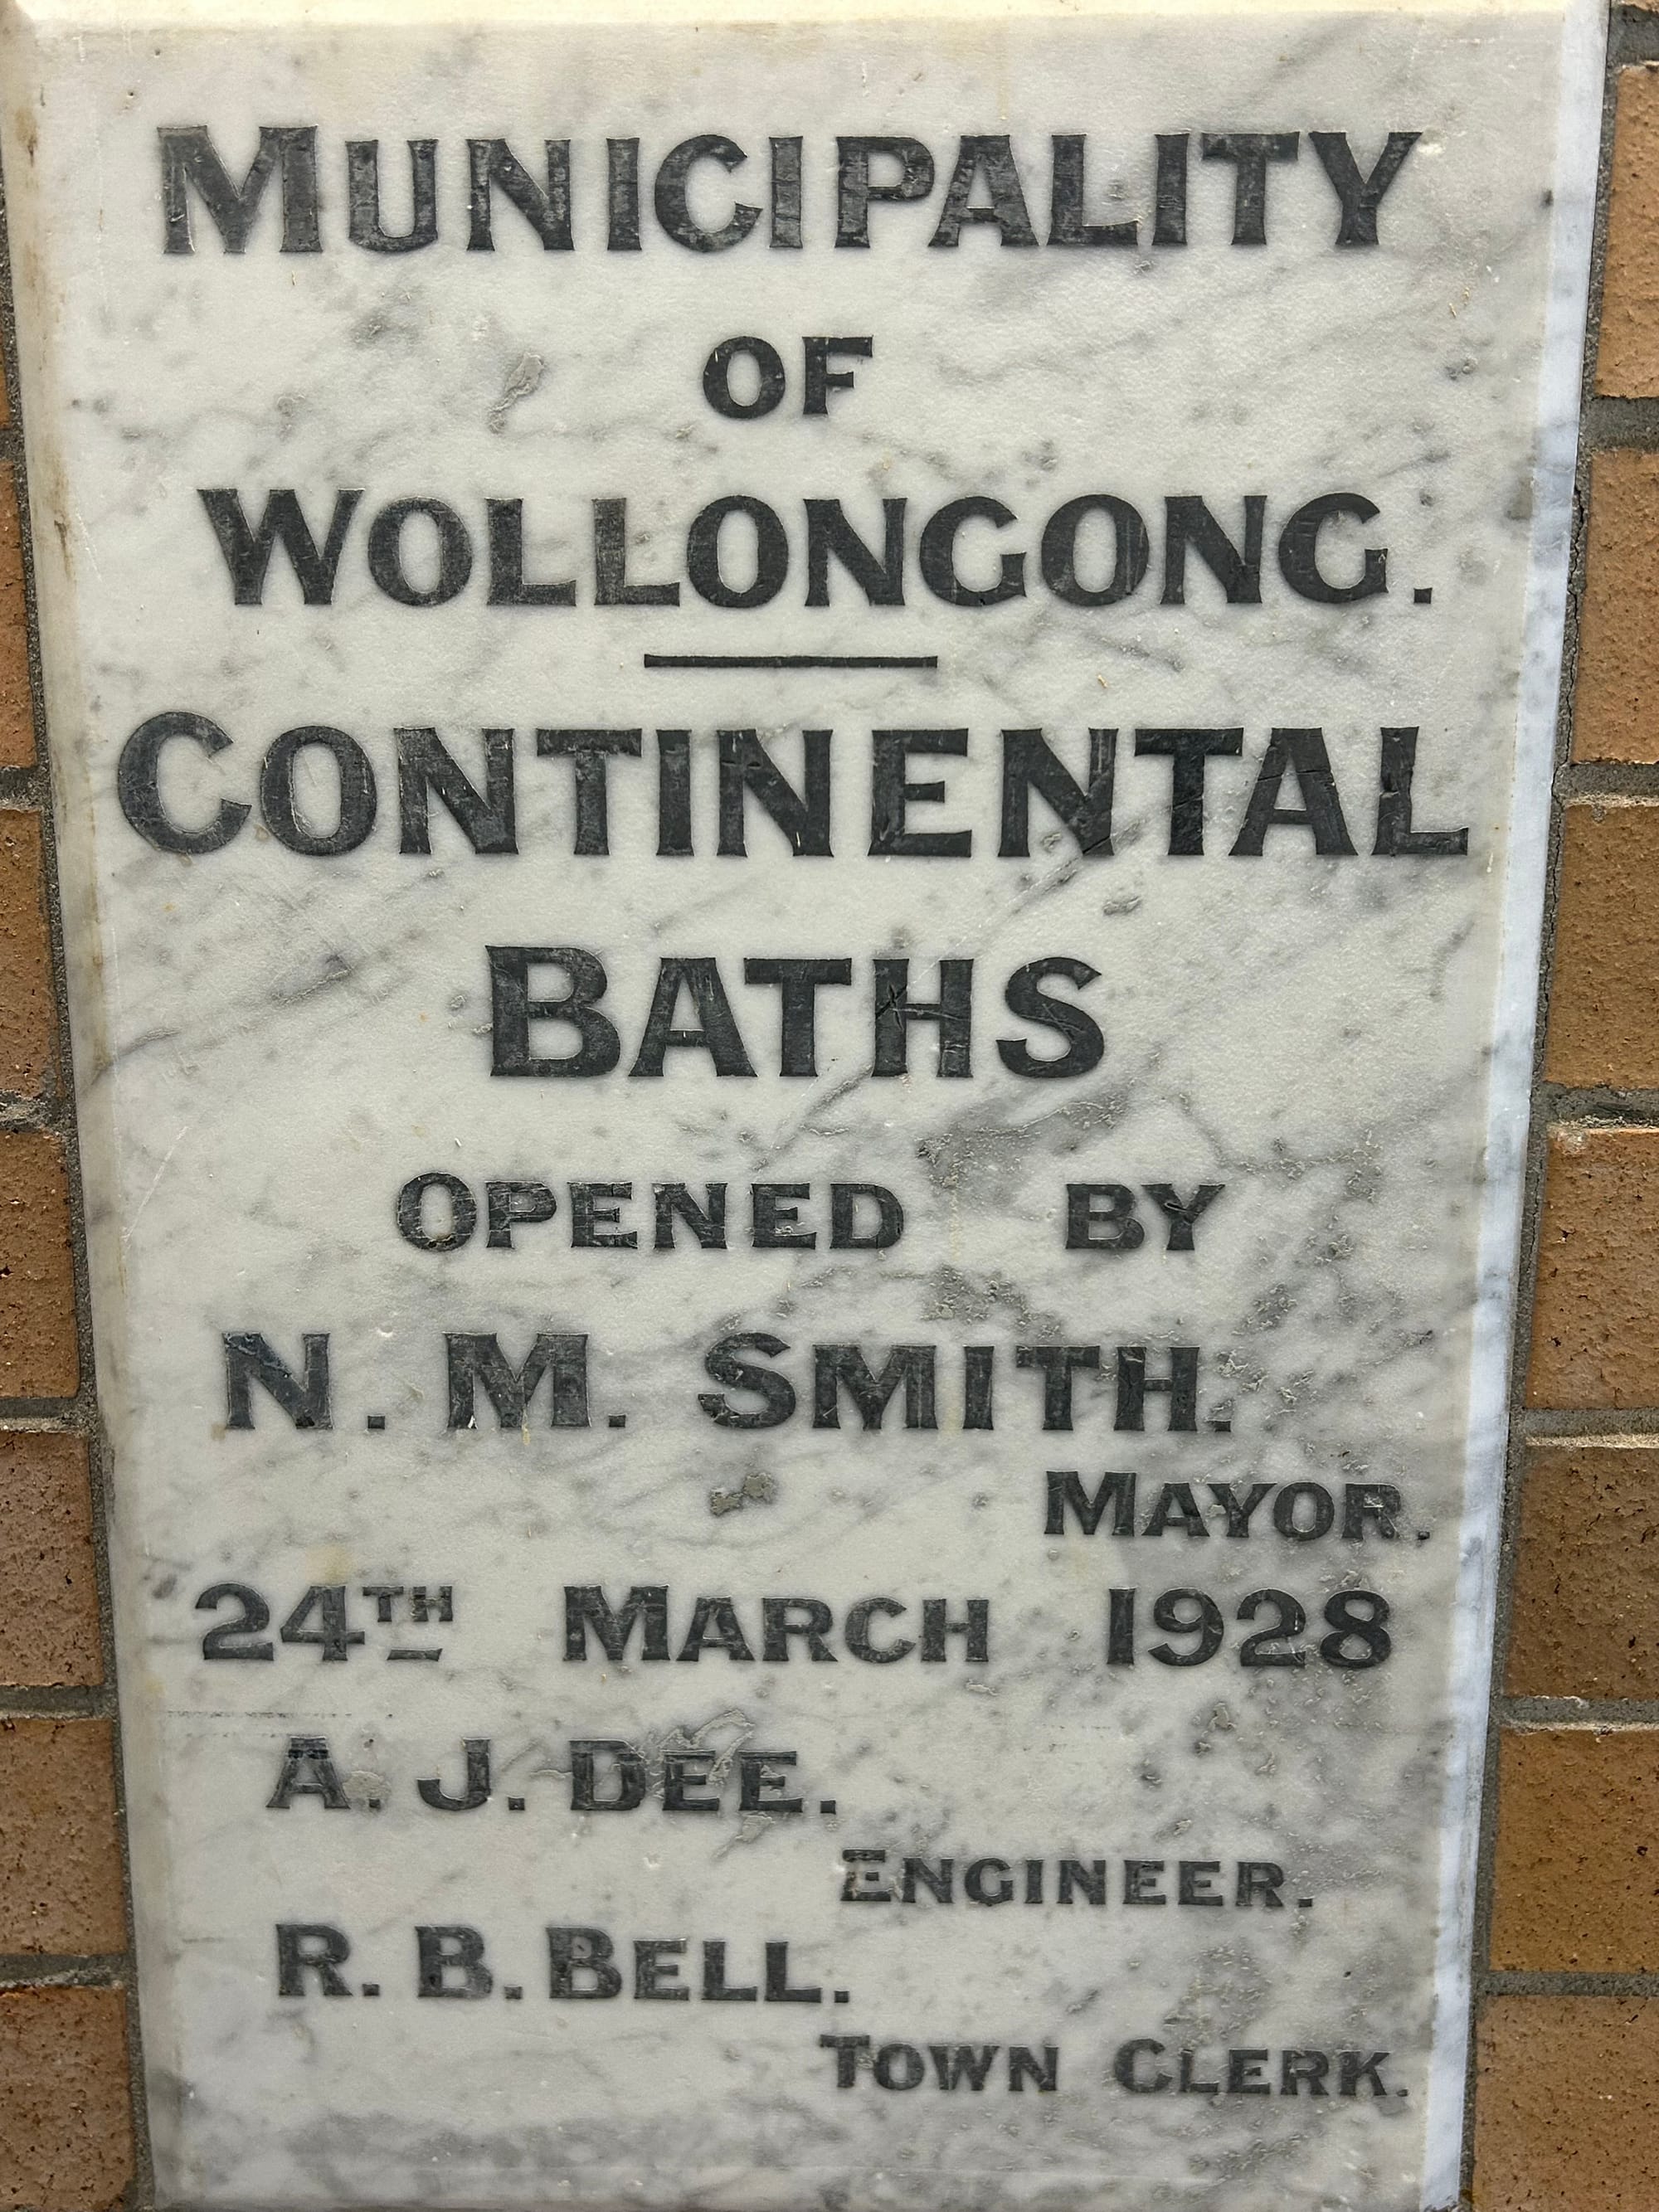 MUNICIPALITY
OF
WOLLONGONG.
CONTINENTAL
BATHS
OPENED BY
N. M. SMITH.
MAYOR.
24TH MARCH 1928
A. J. DEE.
ENGINEER.
R. B. BELL.
TOWN CLERK.